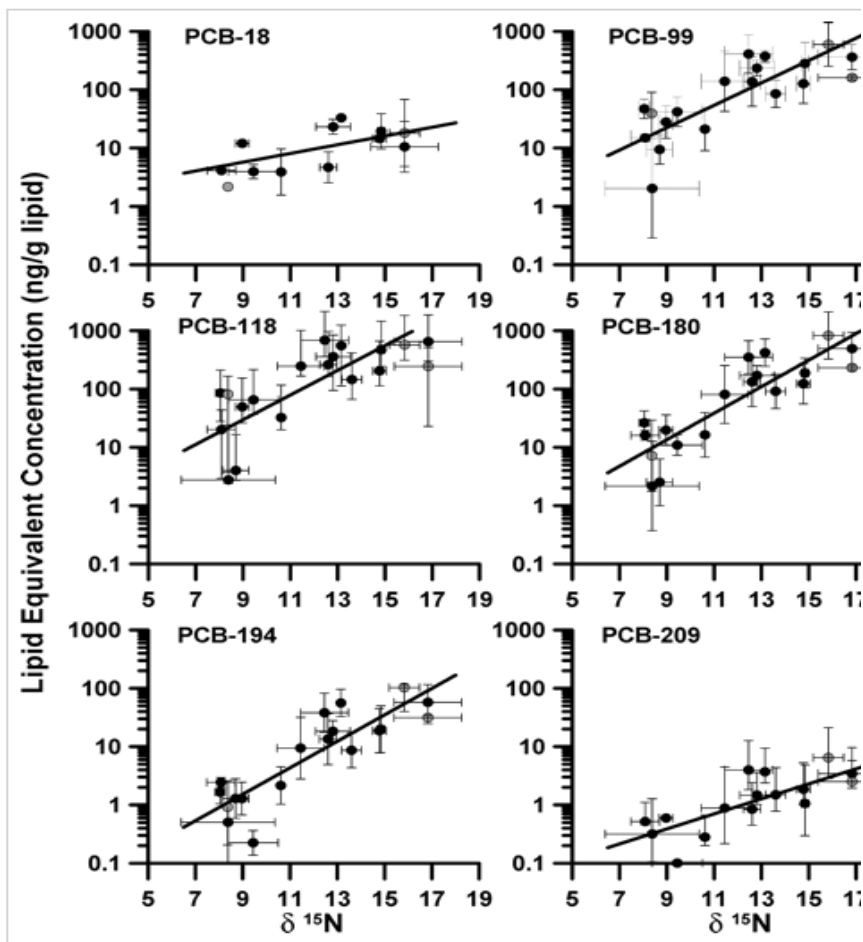 Lipid Equivalent Concentration (ng/g lipid)
PCB-18
1000
100
10
1
0.1
5 7 9 11 13 15 17 19
PCB-99
1000
100
10
1
0.1
5 7 9 11 13 15 17
PCB-118
1000
100
10
1
0.1
5 7 9 11 13 15 17 19
PCB-180
1000
100
10
1
0.1
5 7 9 11 13 15 17
PCB-194
1000
100
10
1
0.1
5 7 9 11 13 15 17 19
δ ¹⁵N
PCB-209
1000
100
10
1
0.1
5 7 9 11 13 15 17
δ ¹⁵N